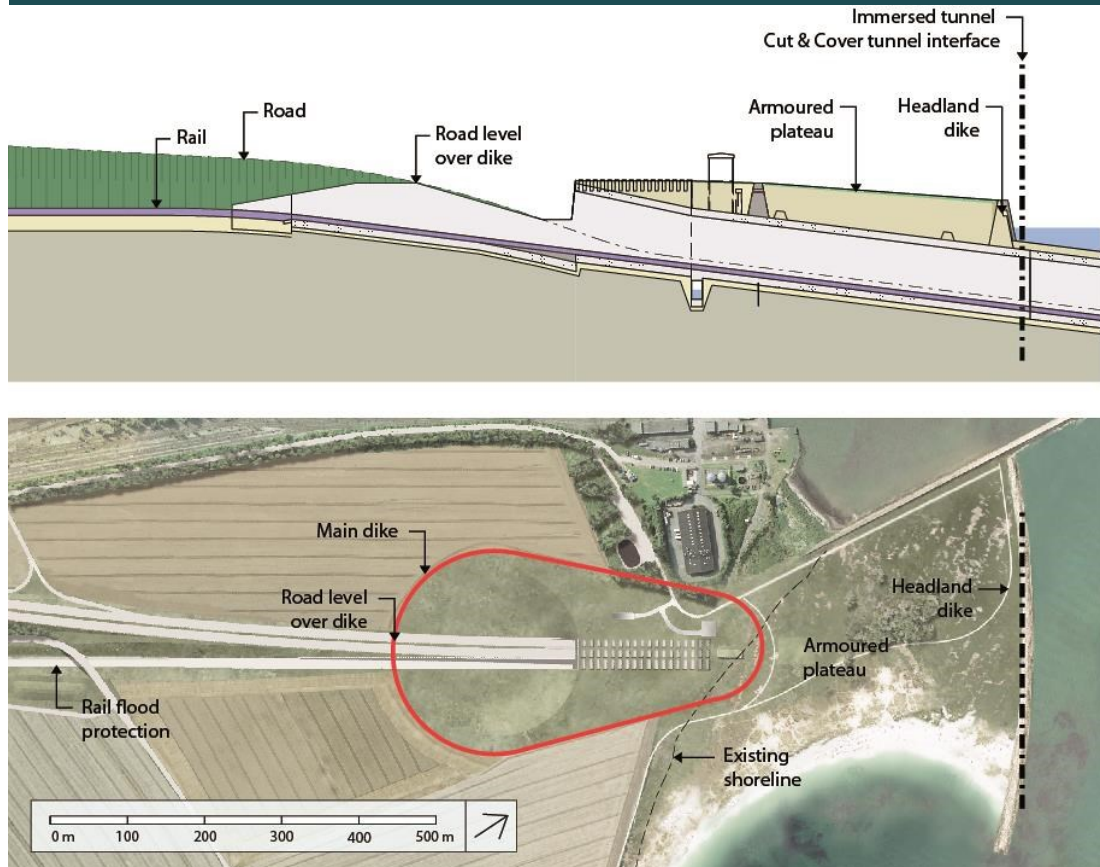 Immersed tunnel
Cut & Cover tunnel interface
Road
Rail
Road level
over dike
Armoured
plateau
Headland
dike
Main dike
Road level
over dike
Rail flood
protection
Headland
dike
Armoured
plateau
Existing
shoreline
0 m 100 200 300 400 500 m